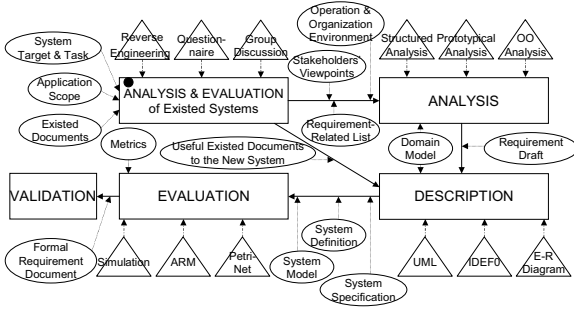 System
Target & Task
Reverse
Engineering
Question-
naire
Group
Discussion
Operation &
Organization
Environment
Structured
Analysis
Prototypical
Analysis
OO
Analysis
Application
Scope
ANALYSIS & EVALUATION
of Existed Systems
Stakeholders'
Viewpoints
ANALYSIS
Existed
Documents
Requirement-
Related List
Metrics
Useful Existed Documents
to the New System
Domain
Model
Requirement
Draft
VALIDATION
EVALUATION
DESCRIPTION
System
Definition
Formal
Requirement
Document
Simulation
ARM
Petri-
Net
System
Model
System
Specification
UML
IDEF0
E-R
Diagram